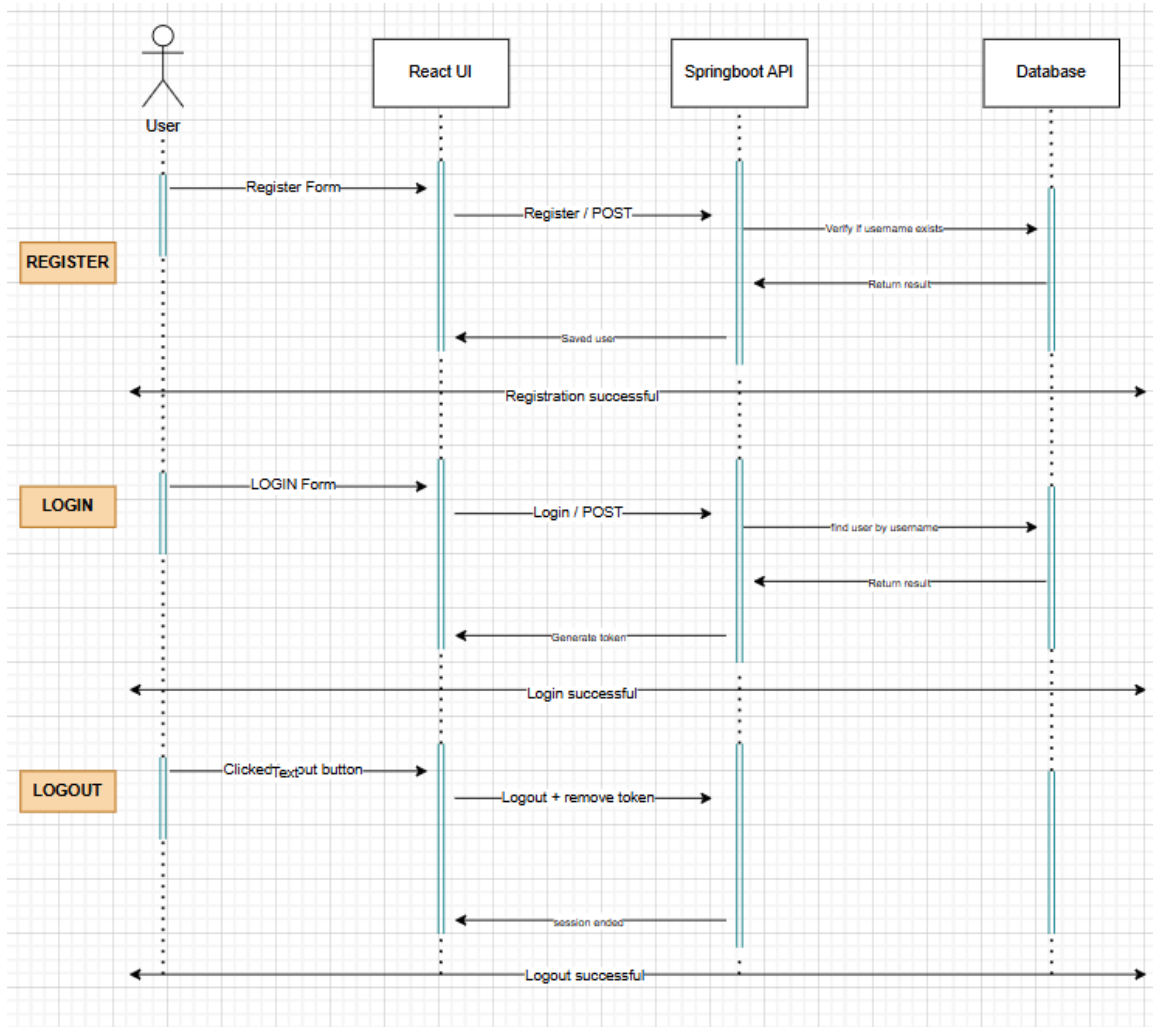 React UI
Springboot API
Database
User
Register Form
Register / POST
Verify if username exists
REGISTER
Return result
Saved user
Registration successful
LOGIN Form
LOGIN
Login / POST
find user by username
Return result
Generate token
Login successful
Clicked
Text
out button
LOGOUT
Logout + remove token
session ended
Logout successful